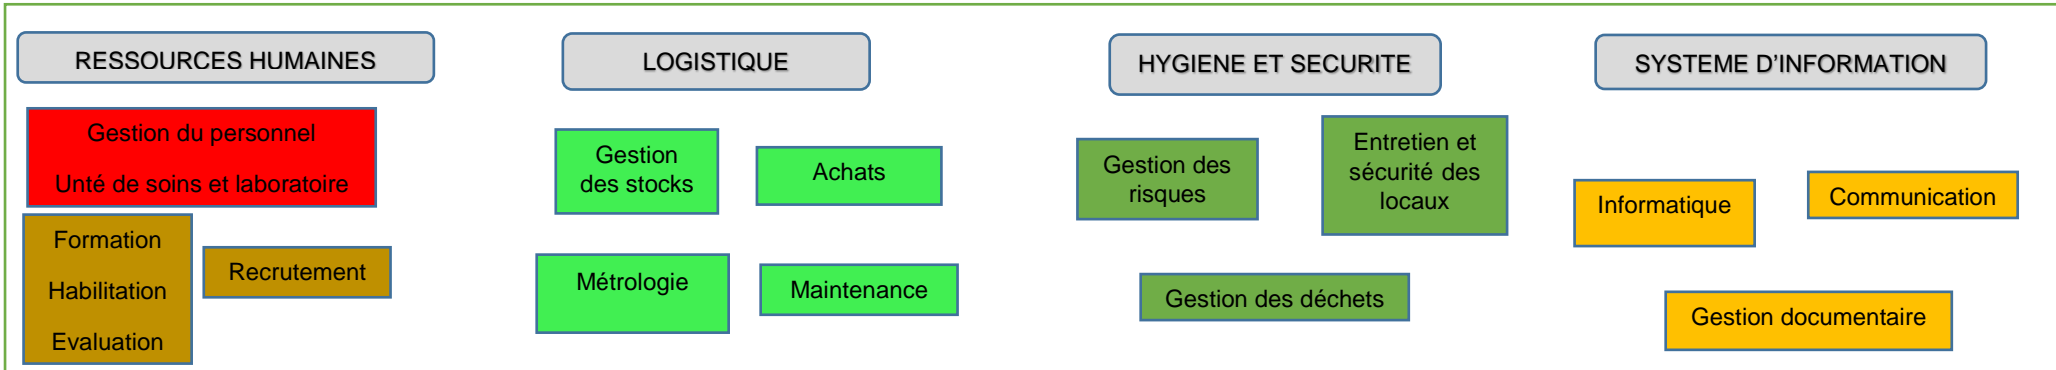 RESSOURCES HUMAINES
Gestion du personnel
Unté de soins et laboratoire
Formation
Habilitation
Evaluation
Recrutement
LOGISTIQUE
Gestion
des stocks
Achats
Métrologie
Maintenance
HYGIENE ET SECURITE
Gestion des
risques
Entretien et
sécurité des
locaux
Gestion des déchets
SYSTEME D'INFORMATION
Informatique
Communication
Gestion documentaire